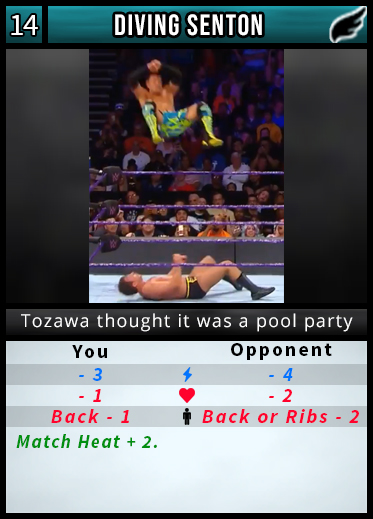 14 DIVING SENTON
Tozawa thought it was a pool party
You Opponent
- 3 - 4
- 1 - 2
Back - 1 Back or Ribs - 2
Match Heat + 2.